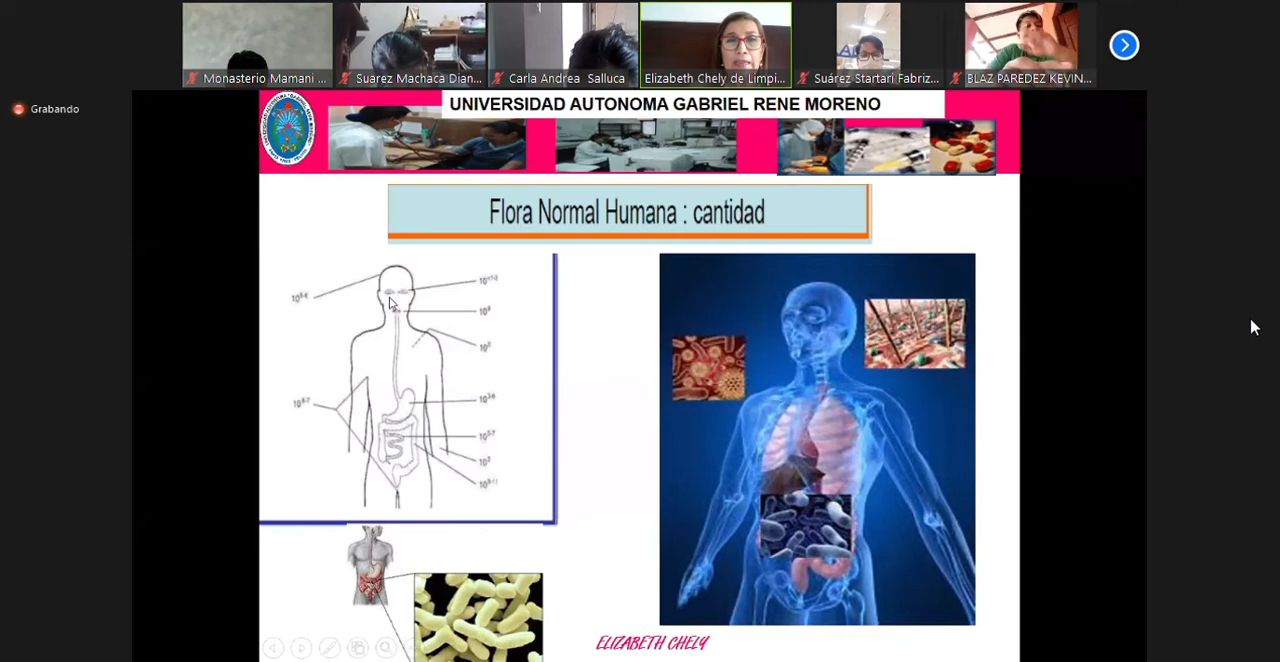 Monasterio Mamani ...
Suarez Machaca Dian...
Carla Andrea Salluca
Elizabeth Chely de Limpi...
Suárez Startari Fabriz...
BLAZ PAREDEZ KEVIN...
Grabando
UNIVERSIDAD AUTONOMA GABRIEL RENE MORENO
Flora Normal Humana : cantidad
ELIZABETH CHELY